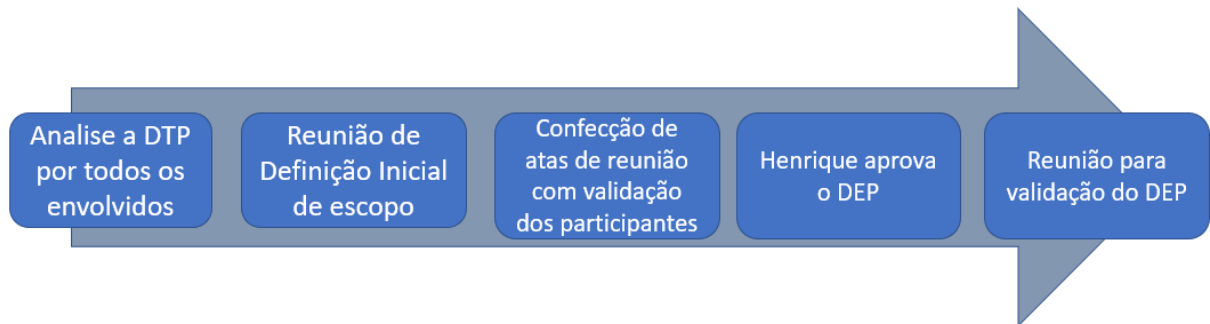 Analise a DTP
por todos os
envolvidos
Reunião de
Definição Inicial
de escopo
Confecção de
atas de reunião
com validação
dos participantes
Henrique aprova
o DEP
Reunião para
validação do DEP